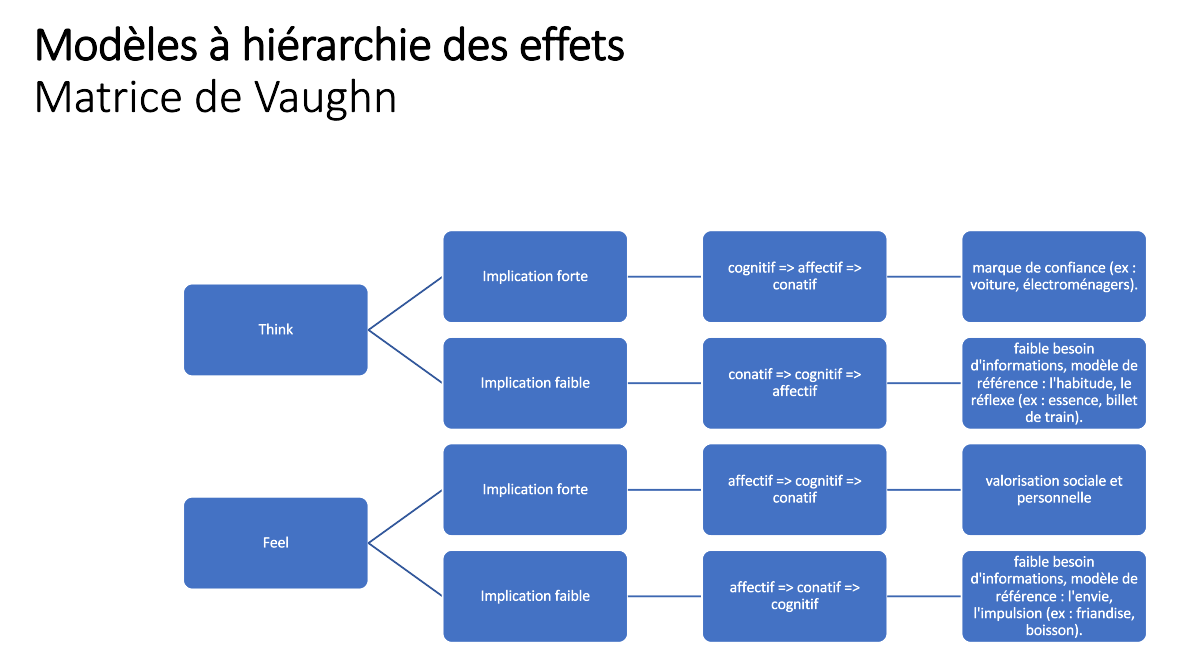 Modèles à hiérarchie des effets
Matrice de Vaughn
Think
Implication forte
cognitif => affectif =>
conatif
marque de confiance (ex :
voiture, électroménagers).
Implication faible
conatif => cognitif =>
affectif
faible besoin
d'informations, modèle de
référence : l'habitude, le
réflexe (ex : essence, billet
de train).
Feel
Implication forte
affectif => cognitif =>
conatif
valorisation sociale et
personnelle
Implication faible
affectif => conatif =>
cognitif
faible besoin
d'informations, modèle de
référence : l'envie,
l'impulsion (ex : friandise,
boisson).